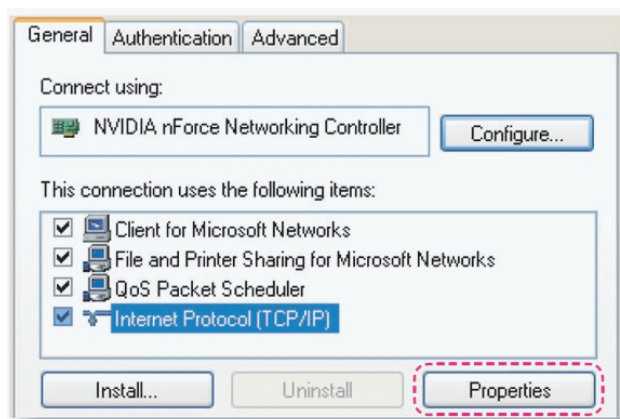 General Authentication Advanced
Connect using:
NVIDIA nForce Networking Controller Configure...
This connection uses the following items:
Client for Microsoft Networks
File and Printer Sharing for Microsoft Networks
QoS Packet Scheduler
Internet Protocol (TCP/IP)
Install... Uninstall Properties